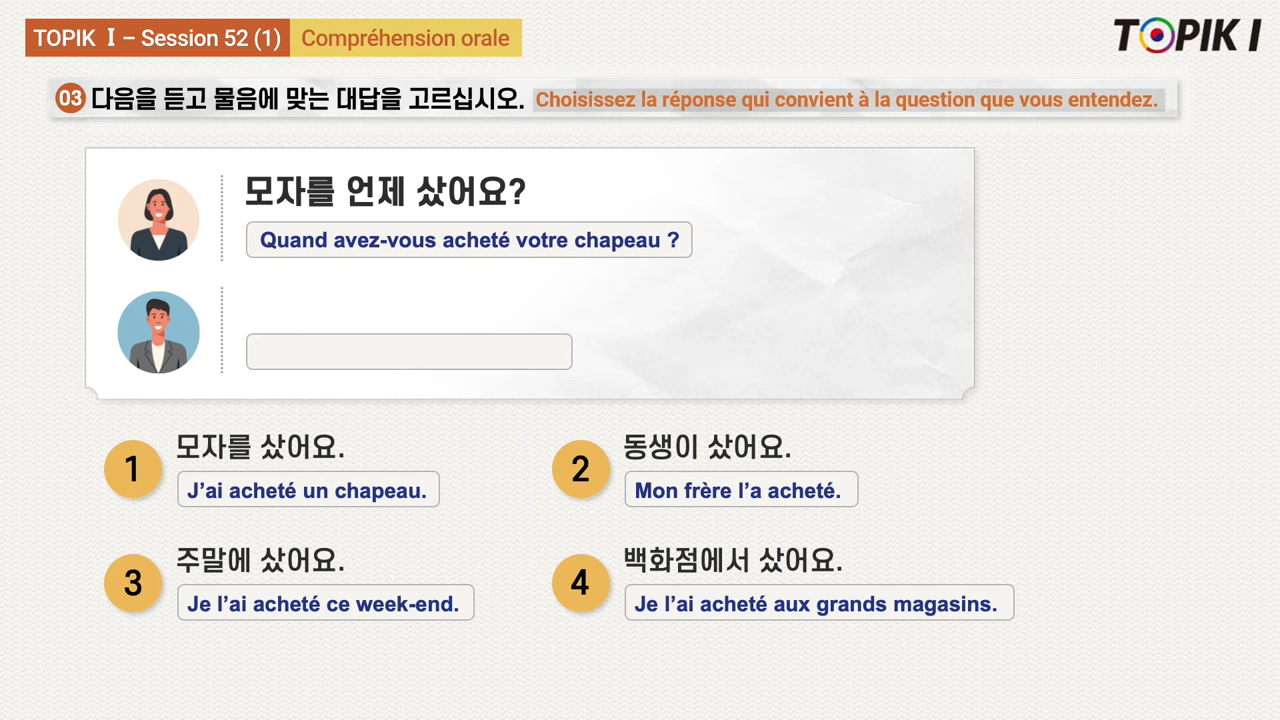 TOPIK Ⅰ – Session 52 (1) Compréhension orale
TOPIK I
03 다음을 듣고 물음에 맞는 대답을 고르십시오. Choisissez la réponse qui convient à la question que vous entendez.
모자를 언제 샀어요?
Quand avez-vous acheté votre chapeau ?
1 모자를 샀어요.
J’ai acheté un chapeau.
2 동생이 샀어요.
Mon frère l’a acheté.
3 주말에 샀어요.
Je l’ai acheté ce week-end.
4 백화점에서 샀어요.
Je l’ai acheté aux grands magasins.